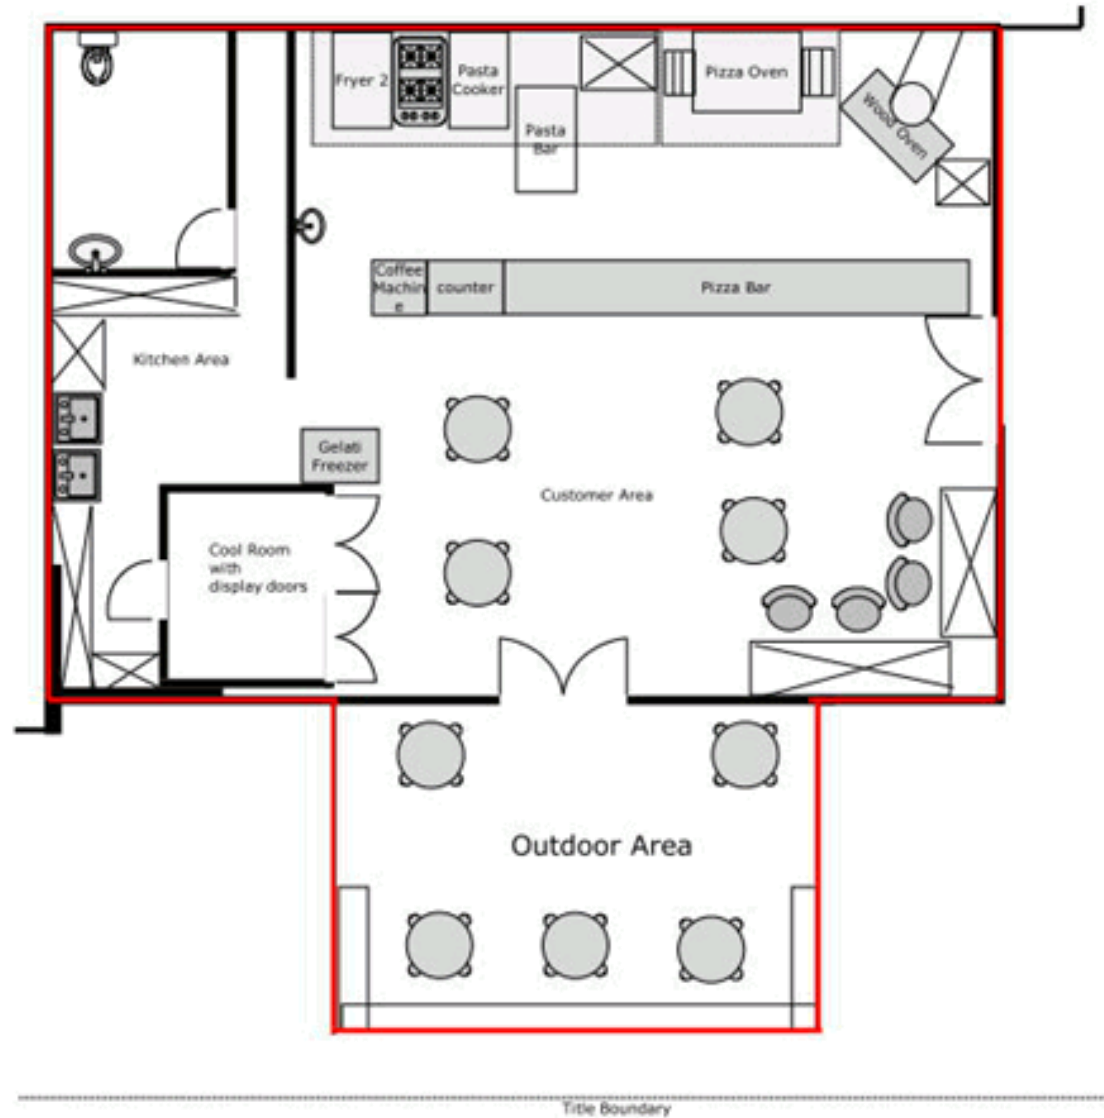 Fryer 2
Pasta
Cooker
Pizza Oven
Wood Oven
Pasta
Bar
Coffee
Machin
e
counter
Pizza Bar
Kitchen Area
Gelati
Freezer
Customer Area
Cool Room
with
display doors
Outdoor Area
Title Boundary